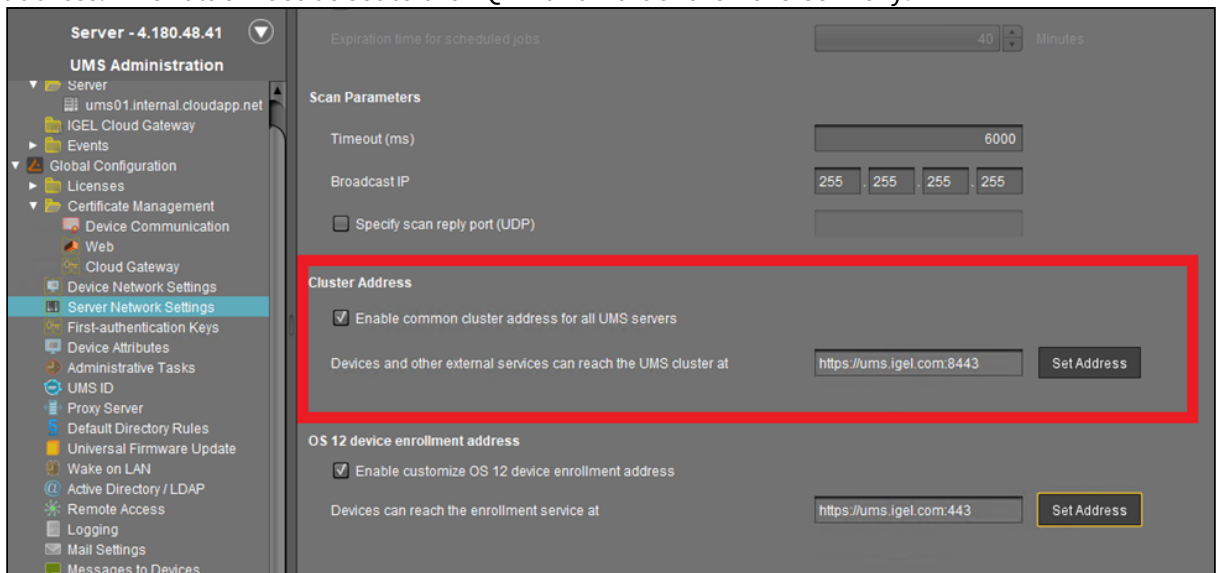 Server - 4.180.48.41
UMS Administration
Server
ums01.internal.cloudapp.net
IGEL Cloud Gateway
Events
Global Configuration
Licenses
Certificate Management
Device Communication
Web
Cloud Gateway
Device Network Settings
Server Network Settings
First-authentication Keys
Device Attributes
Administrative Tasks
UMS ID
Proxy Server
Default Directory Rules
Universal Firmware Update
Wake on LAN
Active Directory / LDAP
Remote Access
Logging
Mail Settings
Messages to Devices
Expiration time for scheduled jobs 40 Minutes
Scan Parameters
Timeout (ms) 6000
Broadcast IP 255 . 255 . 255 . 255
Specify scan reply port (UDP)
Cluster Address
Enable common cluster address for all UMS servers
Devices and other external services can reach the UMS cluster at https://ums.igel.com:8443 Set Address
OS 12 device enrollment address
Enable customize OS 12 device enrollment address
Devices can reach the enrollment service at https://ums.igel.com:443 Set Address